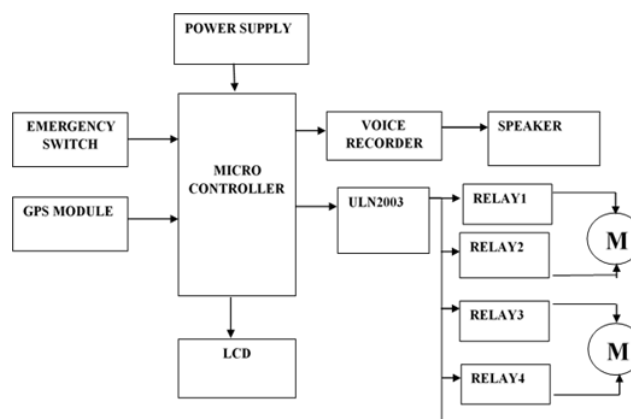 POWER SUPPLY
EMERGENCY
SWITCH
MICRO
CONTROLLER
VOICE
RECORDER
SPEAKER
GPS MODULE
ULN2003
RELAY1
M
RELAY2
LCD
RELAY3
M
RELAY4